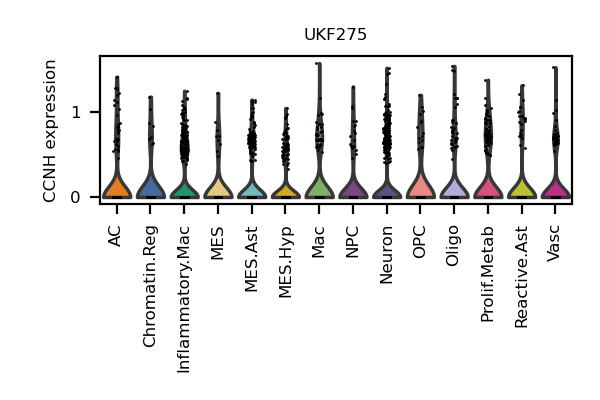 UKF275
CCNH expression
1
0
AC
Chromatin.Reg
Inflammatory.Mac
MES
MES.Ast
MES.Hyp
Mac
NPC
Neuron
OPC
Oligo
Prolif.Metab
Reactive.Ast
Vasc